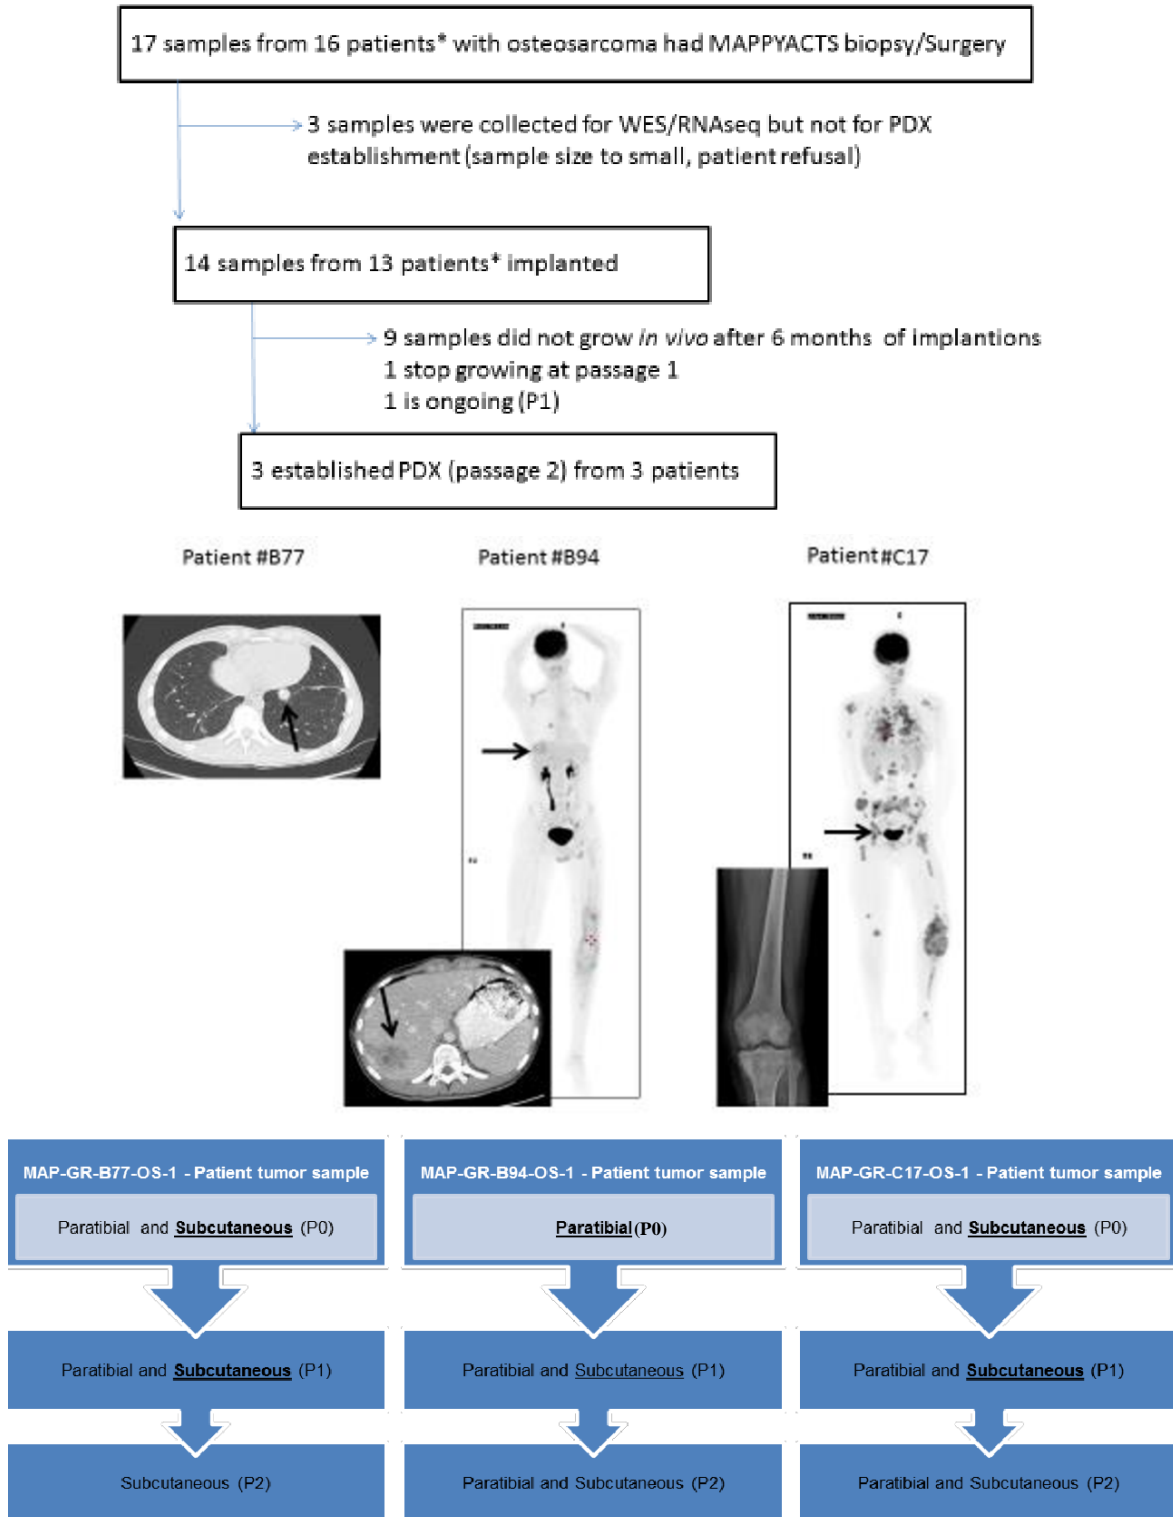 17 samples from 16 patients* with osteosarcoma had MAPPYACTS biopsy/Surgery
3 samples were collected for WES/RNAseq but not for PDX
establishment (sample size to small, patient refusal)
14 samples from 13 patients* implanted
9 samples did not grow in vivo after 6 months of implantions
1 stop growing at passage 1
1 is ongoing (P1)
3 established PDX (passage 2) from 3 patients
Patient #B77
Patient #B94
Patient #C17
MAP-GR-B77-OS-1 - Patient tumor sample
Paratibial and Subcutaneous (P0)
Paratibial and Subcutaneous (P1)
Subcutaneous (P2)
MAP-GR-B94-OS-1 - Patient tumor sample
Paratibial (P0)
Paratibial and Subcutaneous (P1)
Paratibial and Subcutaneous (P2)
MAP-GR-C17-OS-1 - Patient tumor sample
Paratibial and Subcutaneous (P0)
Paratibial and Subcutaneous (P1)
Paratibial and Subcutaneous (P2)